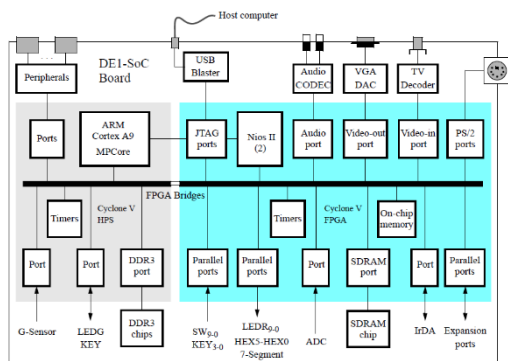 Host computer
DE1-SoC
Board
Peripherals
USB
Blaster
Audio
CODEC
VGA
DAC
TV
Decoder
Ports
ARM
Cortex A9
MPCore
JTAG
ports
Nios II
(2)
Audio
port
Video-out
port
Video-in
port
PS/2
ports
FPGA Bridges
Timers
Cyclone V
HPS
Timers
Cyclone V
FPGA
On-chip
memory
Port
Port
DDR3
port
Parallel
ports
Parallel
ports
Port
SDRAM
port
Port
Parallel
ports
G-Sensor
LEDG
KEY
DDR3
chips
SW9-0
KEY3-0
LEDR9-0
HEX5-HEX0
7-Segment
ADC
SDRAM
chip
IrDA
Expansion
ports